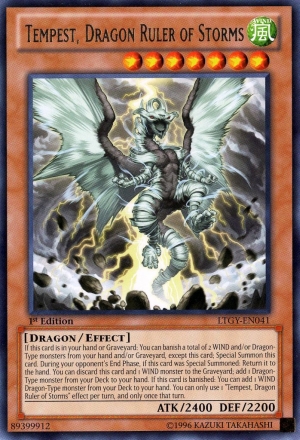 TEMPEST, DRAGON RULER OF STORMS
WIND
風
1st Edition
LTGY-EN041
[DRAGON/EFFECT]
If this card is in your hand or Graveyard: You can banish a total of 2 WIND and/or Dragon-
Type monsters from your hand and/or Graveyard, except this card; Special Summon this
card. During your opponent's End Phase, if this card was Special Summoned: Return it to
the hand. You can discard this card and 1 WIND monster to the Graveyard; add 1 Dragon-
Type monster from your Deck to your hand. If this card is banished: You can add 1 WIND
Dragon-Type monster from your Deck to your hand. You can only use 1 "Tempest, Dragon
Ruler of Storms" effect per turn, and only once that turn.
ATK/2400 DEF/2200
89399912
©1996 KAZUKI TAKAHASHI